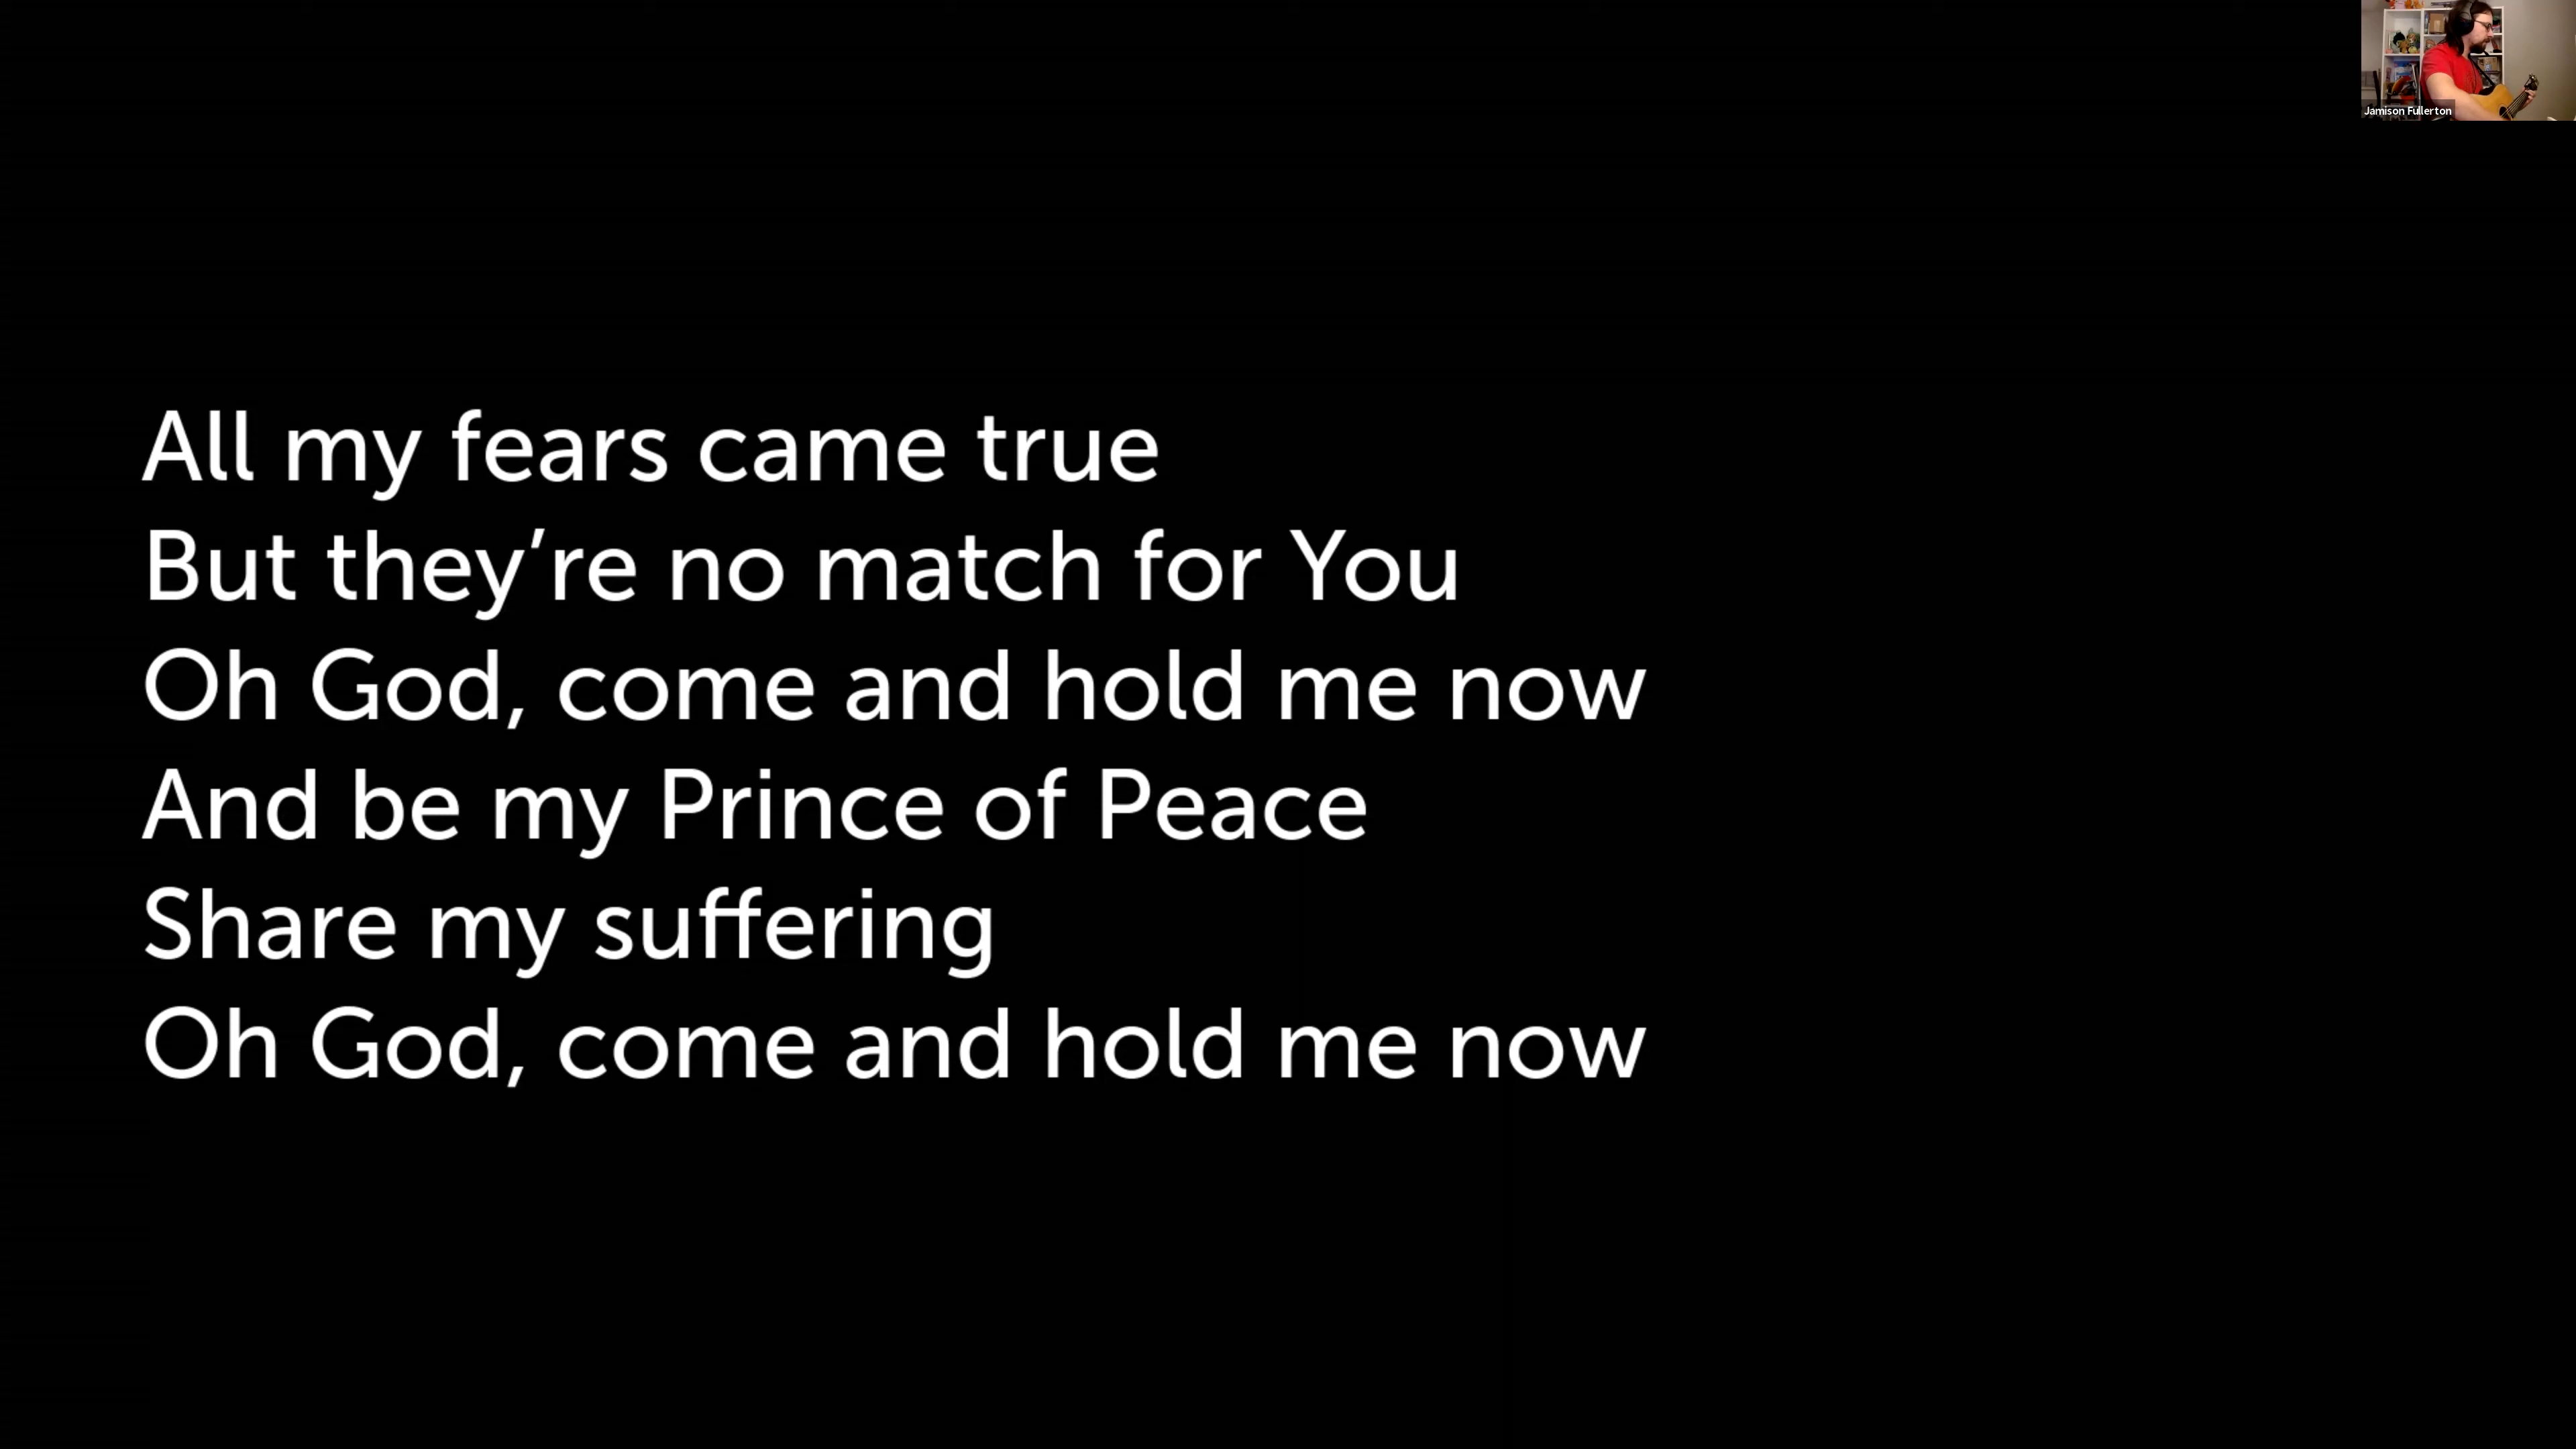 Jamison Fullerton
All my fears came true
But they’re no match for You
Oh God, come and hold me now
And be my Prince of Peace
Share my suffering
Oh God, come and hold me now